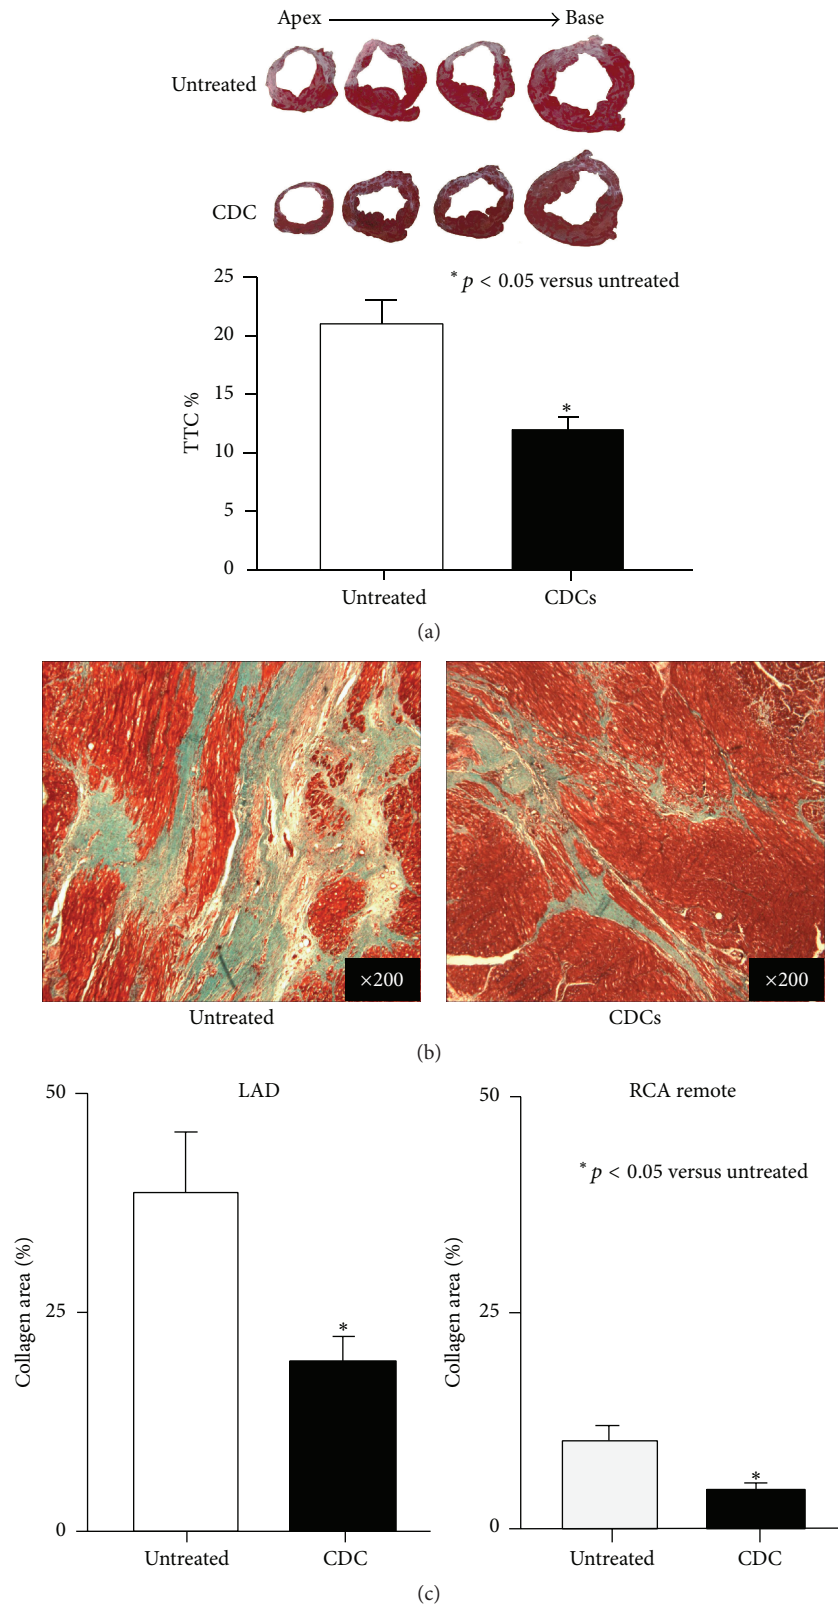 Apex Base
Untreated
CDC
* p < 0.05 versus untreated
25
20
15
10
5
0
TTC %
*
Untreated CDCs
(a)
×200 ×200
Untreated CDCs
(b)
LAD RCA remote
* p < 0.05 versus untreated
50
25
0
Collagen area (%)
*
Untreated CDC
50
25
0
Collagen area (%)
*
Untreated CDC
(c)